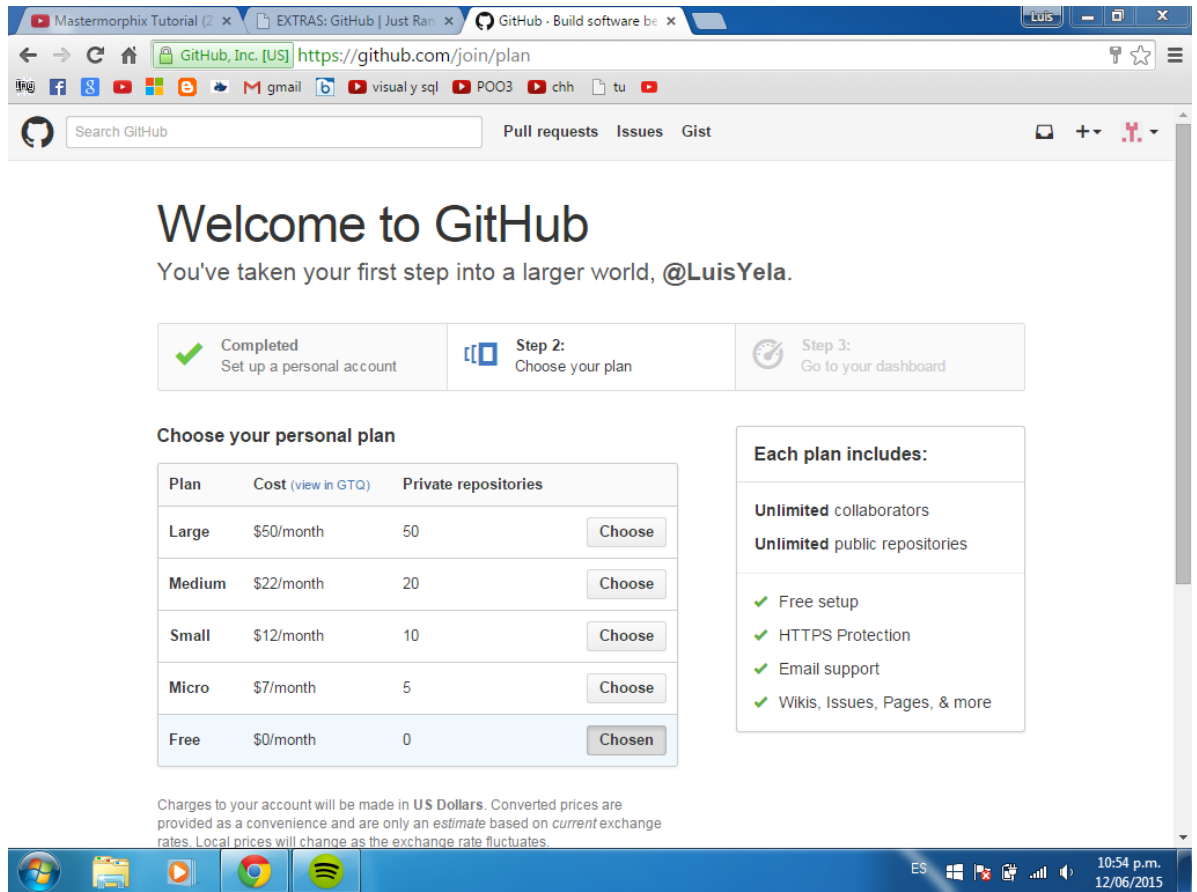 Mastermorphix Tutorial (2
EXTRAS: GitHub | Just Ran
GitHub · Build software be
Luis
GitHub, Inc. [US] https://github.com/join/plan
gmail
visual y sql
POO3
chh
tu
Search GitHub
Pull requests Issues Gist
Welcome to GitHub
You've taken your first step into a larger world, @LuisYela.
Completed
Set up a personal account
Step 2:
Choose your plan
Step 3:
Go to your dashboard
Choose your personal plan
Plan Cost (view in GTQ) Private repositories
Large $50/month 50 Choose
Medium $22/month 20 Choose
Small $12/month 10 Choose
Micro $7/month 5 Choose
Free $0/month 0 Chosen
Each plan includes:
Unlimited collaborators
Unlimited public repositories
Free setup
HTTPS Protection
Email support
Wikis, Issues, Pages, & more
Charges to your account will be made in US Dollars. Converted prices are
provided as a convenience and are only an estimate based on current exchange
rates. Local prices will change as the exchange rate fluctuates.
ES
10:54 p.m.
12/06/2015